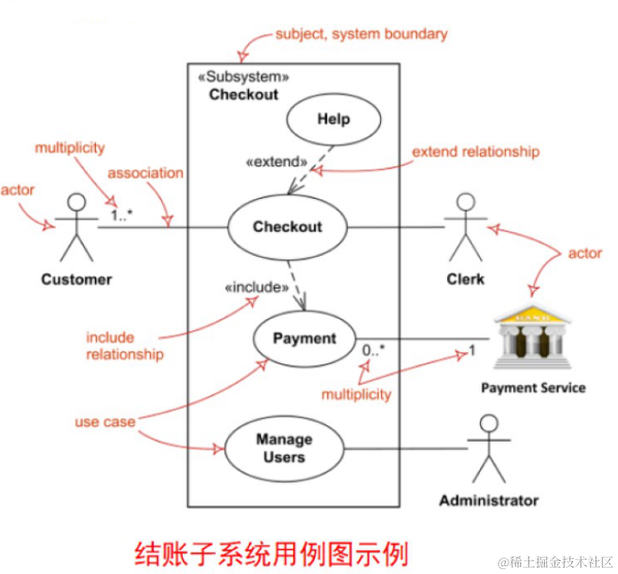 subject, system boundary
«Subsystem»
Checkout
Help
multiplicity
«extend»
extend relationship
association
actor
1..*
Checkout
Customer
Clerk
actor
«include»
include
relationship
Payment
0..*
1
multiplicity
Payment Service
use case
Manage
Users
Administrator
结账子系统用例图示例
@稀土掘金技术社区